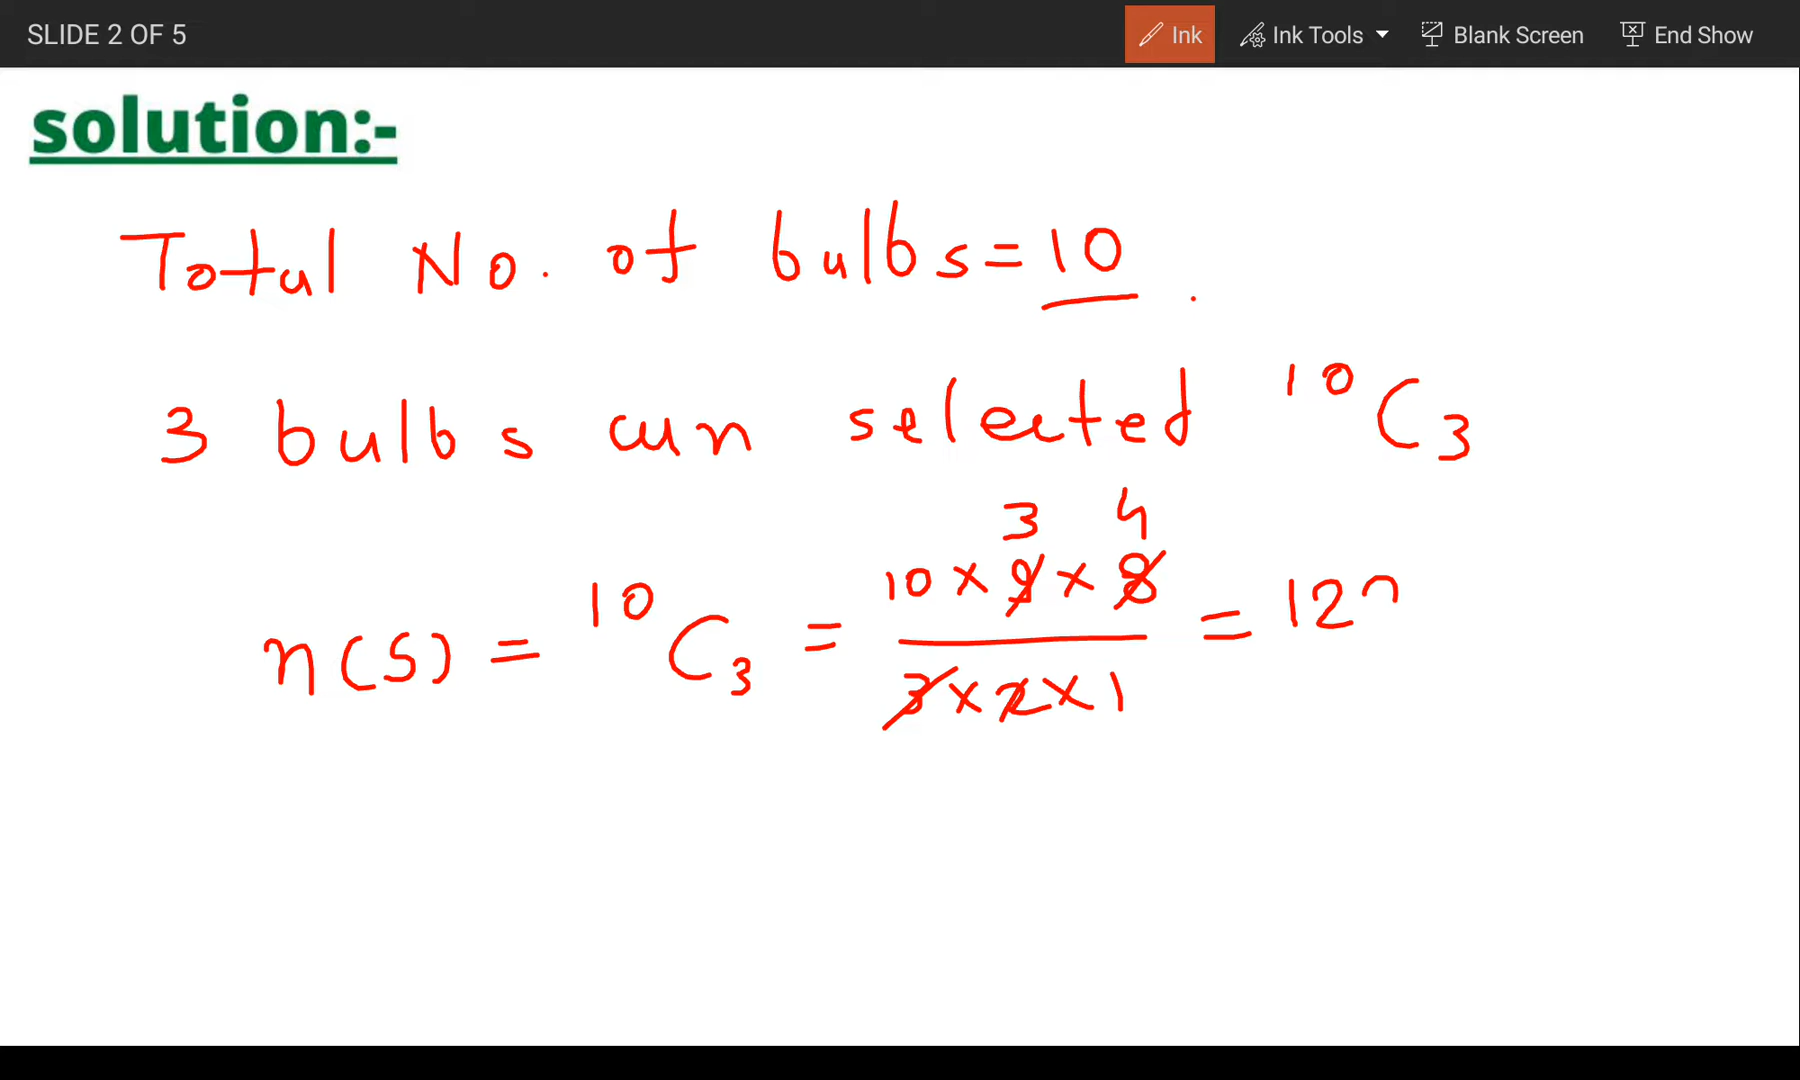 SLIDE 2 OF 5
Ink Ink Tools Blank Screen End Show
solution:-
Total No. of bulbs = 10 .
3 bulbs can selected ¹⁰C₃
3 4
n(S) = ¹⁰C₃ = 10 × 9 × 8 / 3 × 2 × 1 = 12